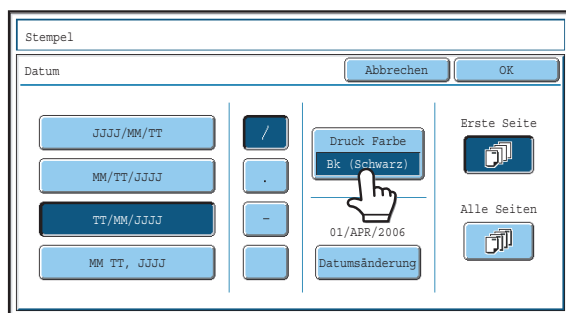 Stempel
Datum
Abbrechen
OK
JJJJ/MM/TT
MM/TT/JJJJ
TT/MM/JJJJ
MM TT, JJJJ
/
.
-
Druck Farbe
Bk (Schwarz)
01/APR/2006
Datumsänderung
Erste Seite
Alle Seiten